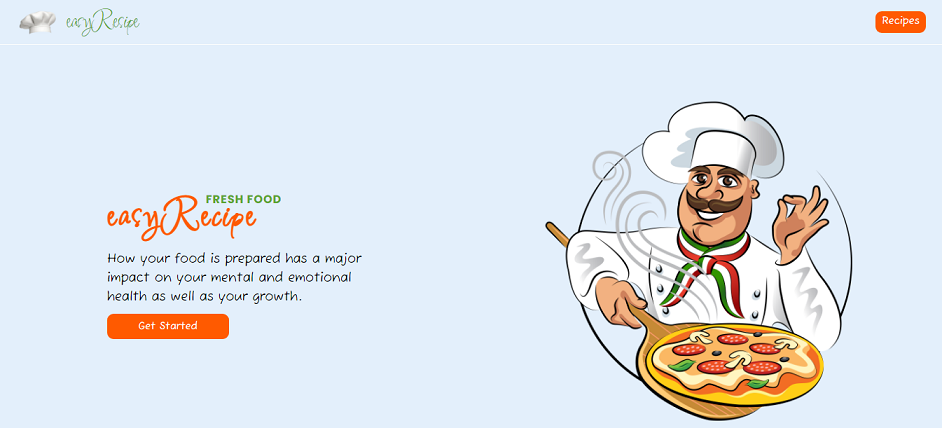 easyRecipe
Recipes
FRESH FOOD
easyRecipe
How your food is prepared has a major
impact on your mental and emotional
health as well as your growth.
Get Started